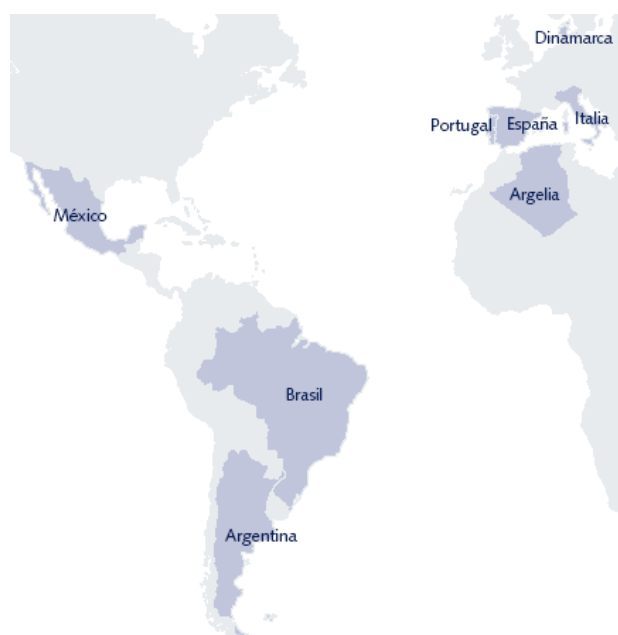 Dinamarca
Portugal
España
Italia
Argelia
México
Brasil
Argentina